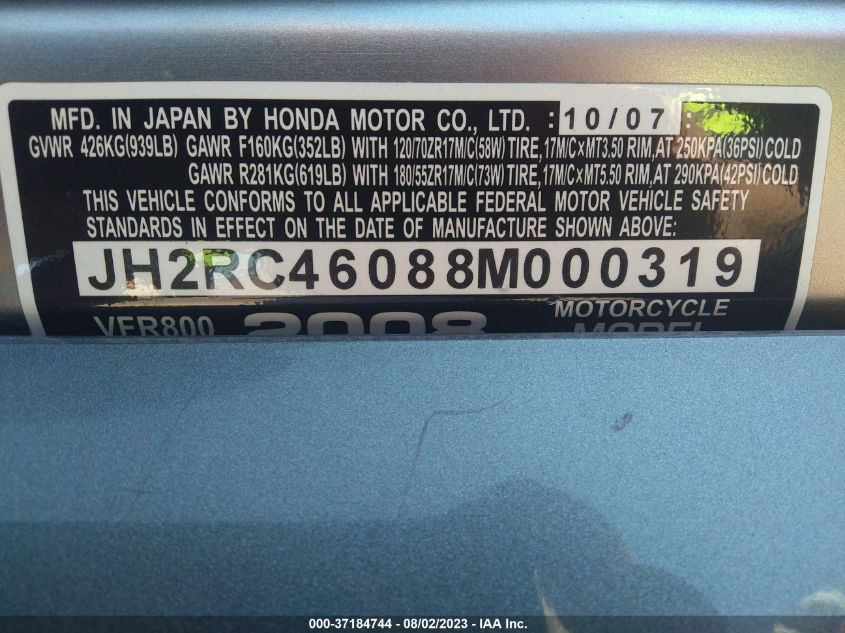 MFD. IN JAPAN BY HONDA MOTOR CO., LTD. : 10/07 :
GVWR 426KG(939LB) GAWR F160KG(352LB) WITH 120/70ZR17M/C(58W) TIRE,17M/C×MT3.50 RIM,AT 250KPA(36PSI)COLD
GAWR R281KG(619LB) WITH 180/55ZR17M/C(73W) TIRE,17M/C×MT5.50 RIM,AT 290KPA(42PSI)COLD
THIS VEHICLE CONFORMS TO ALL APPLICABLE FEDERAL MOTOR VEHICLE SAFETY
STANDARDS IN EFFECT ON THE DATE OF MANUFACTURE SHOWN ABOVE:
JH2RC46088M000319
VFR800 2008 MOTORCYCLE
MODEL
000-37184744 - 08/02/2023 - IAA Inc.